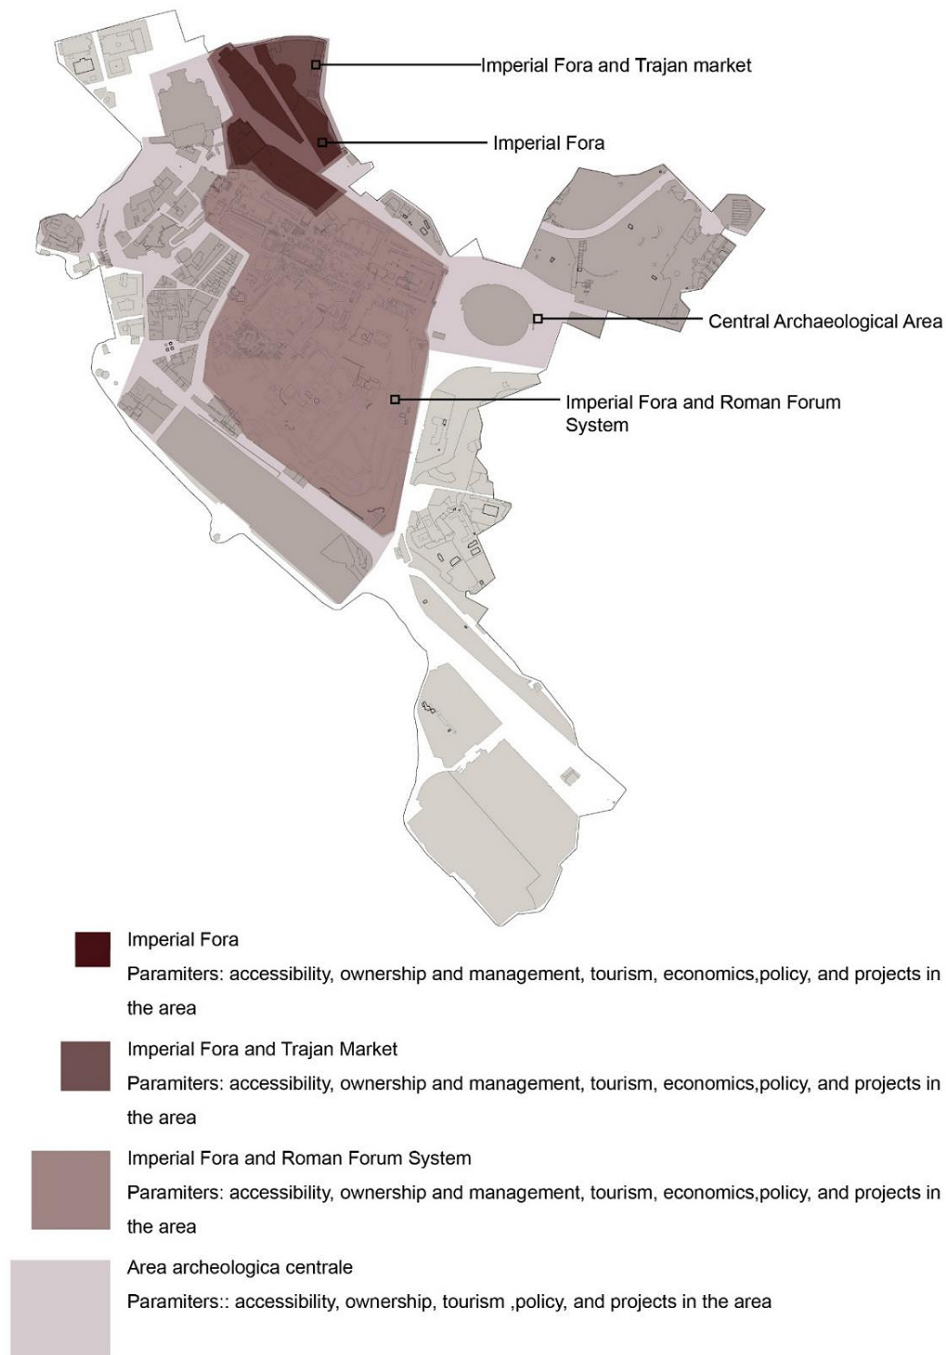 Imperial Fora and Trajan market
Imperial Fora
Central Archaeological Area
Imperial Fora and Roman Forum
System
Imperial Fora
Paramiters: accessibility, ownership and management, tourism, economics,policy, and projects in
the area
Imperial Fora and Trajan Market
Paramiters: accessibility, ownership and management, tourism, economics,policy, and projects in
the area
Imperial Fora and Roman Forum System
Paramiters: accessibility, ownership and management, tourism, economics,policy, and projects in
the area
Area archeologica centrale
Paramiters:: accessibility, ownership, tourism ,policy, and projects in the area